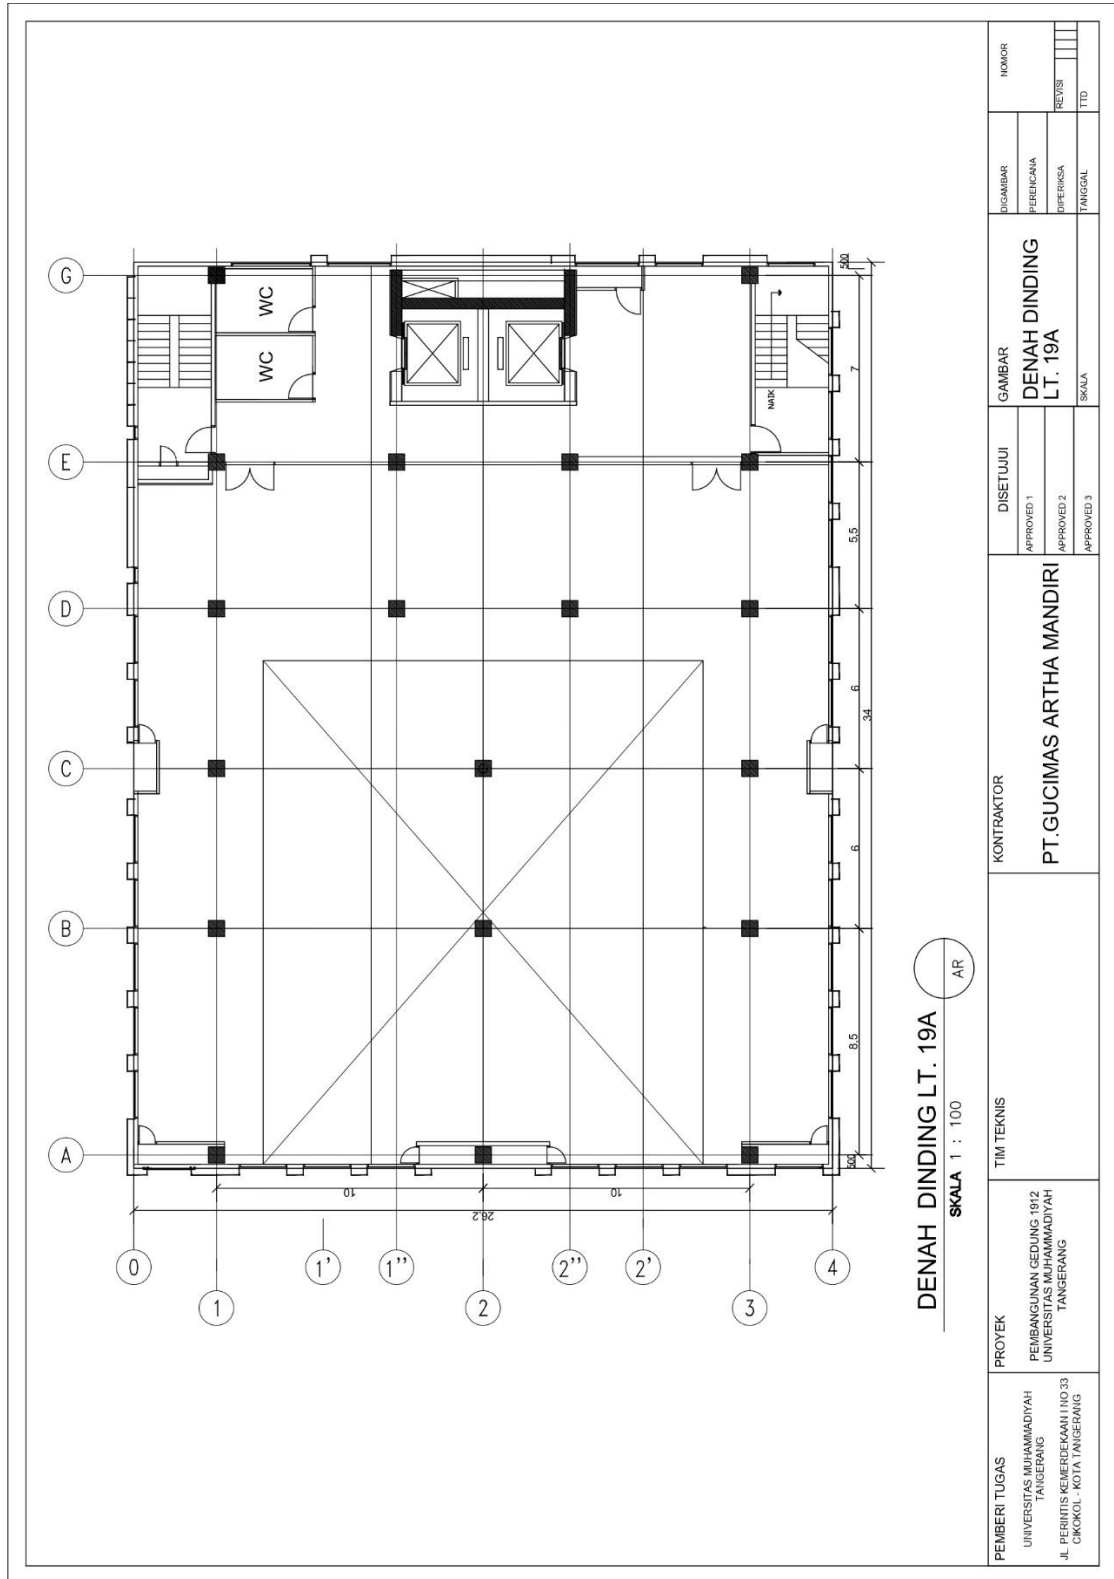 G
E
D
C
B
A
0
1
1'
1''
2
2''
2'
3
4
WC
WC
NAIK
500
7
5,5
6
34
6
8,5
500
10
10
26,2
DENAH DINDING LT. 19A
SKALA 1 : 100
AR
PEMBERI TUGAS
UNIVERSITAS MUHAMMADIYAH
TANGERANG
JL. PERINTIS KEMERDEKAAN I NO 33
CIKOKOL - KOTA TANGERANG
PROYEK
PEMBANGUNAN GEDUNG 1912
UNIVERSITAS MUHAMMADIYAH
TANGERANG
TIM TEKNIS
KONTRAKTOR
PT.GUCIMAS ARTHA MANDIRI
DISETUJUI
APPROVED 1
APPROVED 2
APPROVED 3
GAMBAR
DENAH DINDING
LT. 19A
SKALA
DIGAMBAR
PERENCANA
DIPERIKSA
TANGGAL
NOMOR
REVISI
TTD